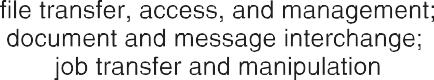 file transfer, access, and management;
document and message interchange;
job transfer and manipulation